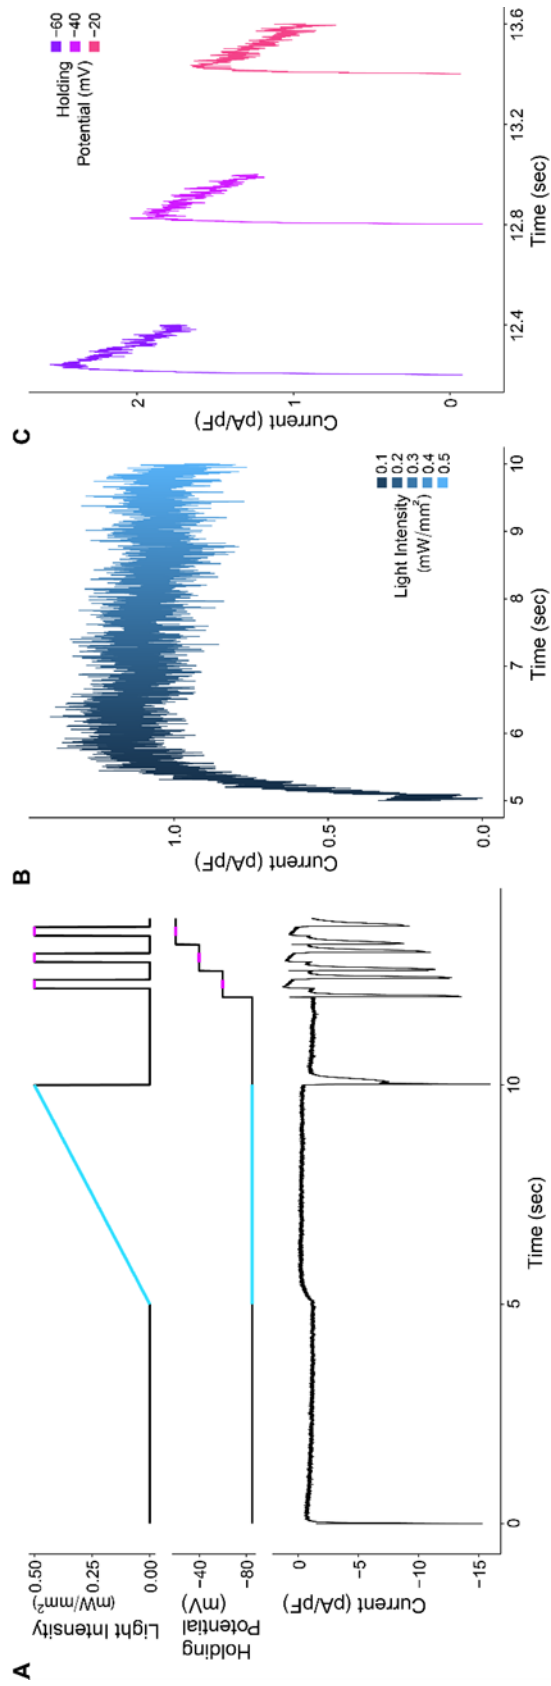 A
Light Intensity
(mW/mm²)
0.50
0.25
0.00
Holding
Potential
(mV)
−40
−80
Current (pA/pF)
0
−5
−10
−15
0
5
10
Time (sec)
B
Current (pA/pF)
1.0
0.5
0.0
Light Intensity
(mW/mm²)
0.1
0.2
0.3
0.4
0.5
5
6
7
8
9
10
Time (sec)
C
Current (pA/pF)
2
1
0
Holding
Potential (mV)
−60
−40
−20
12.4
12.8
13.2
13.6
Time (sec)